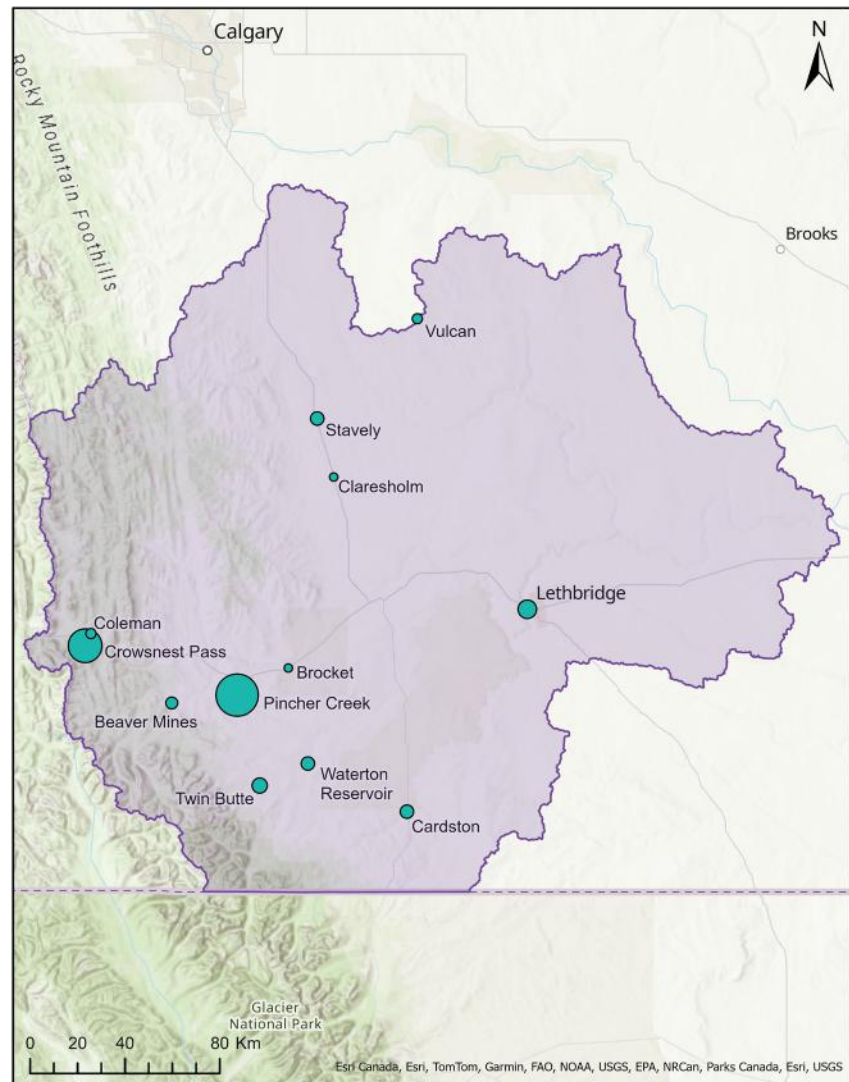 Calgary
N
Rocky Mountain Foothills
Brooks
Vulcan
Stavely
Claresholm
Lethbridge
Coleman
Crowsnest Pass
Brocket
Pincher Creek
Beaver Mines
Waterton
Reservoir
Twin Butte
Cardston
Glacier
National Park
0 20 40 80 Km
Esri Canada, Esri, TomTom, Garmin, FAO, NOAA, USGS, EPA, NRCan, Parks Canada, Esri, USGS